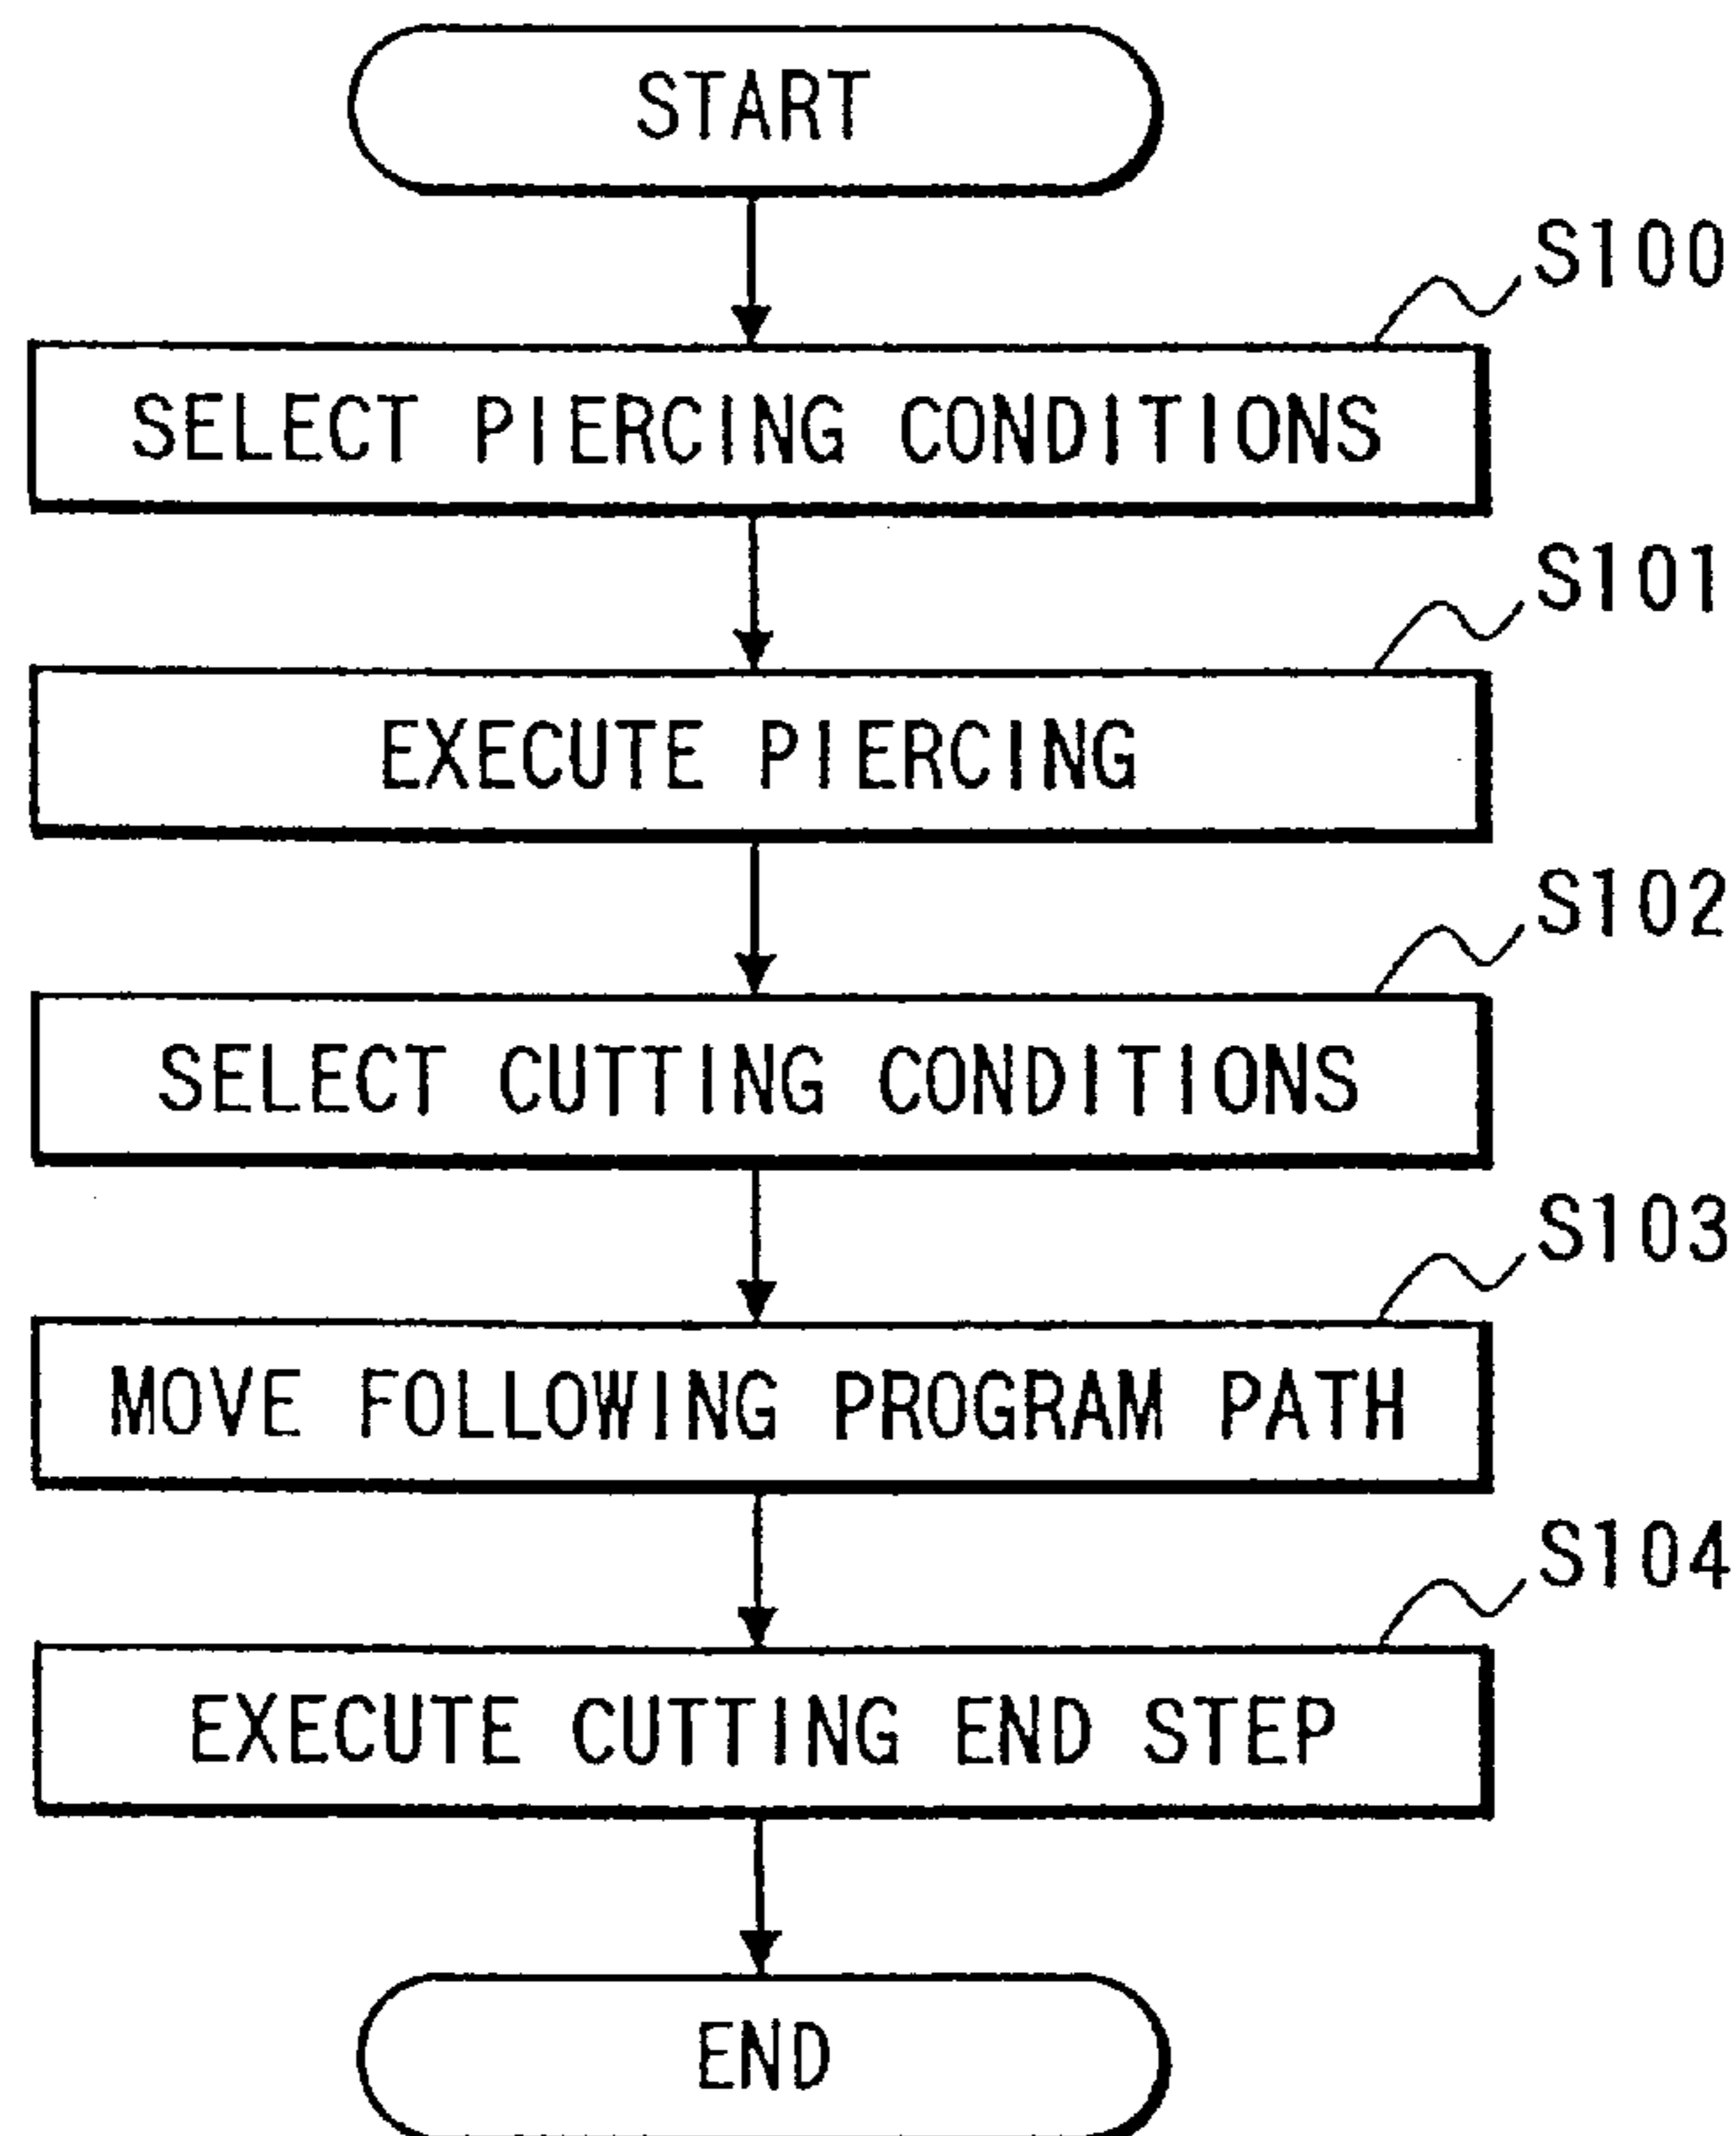 START
S100
SELECT PIERCING CONDITIONS
S101
EXECUTE PIERCING
S102
SELECT CUTTING CONDITIONS
S103
MOVE FOLLOWING PROGRAM PATH
S104
EXECUTE CUTTING END STEP
END